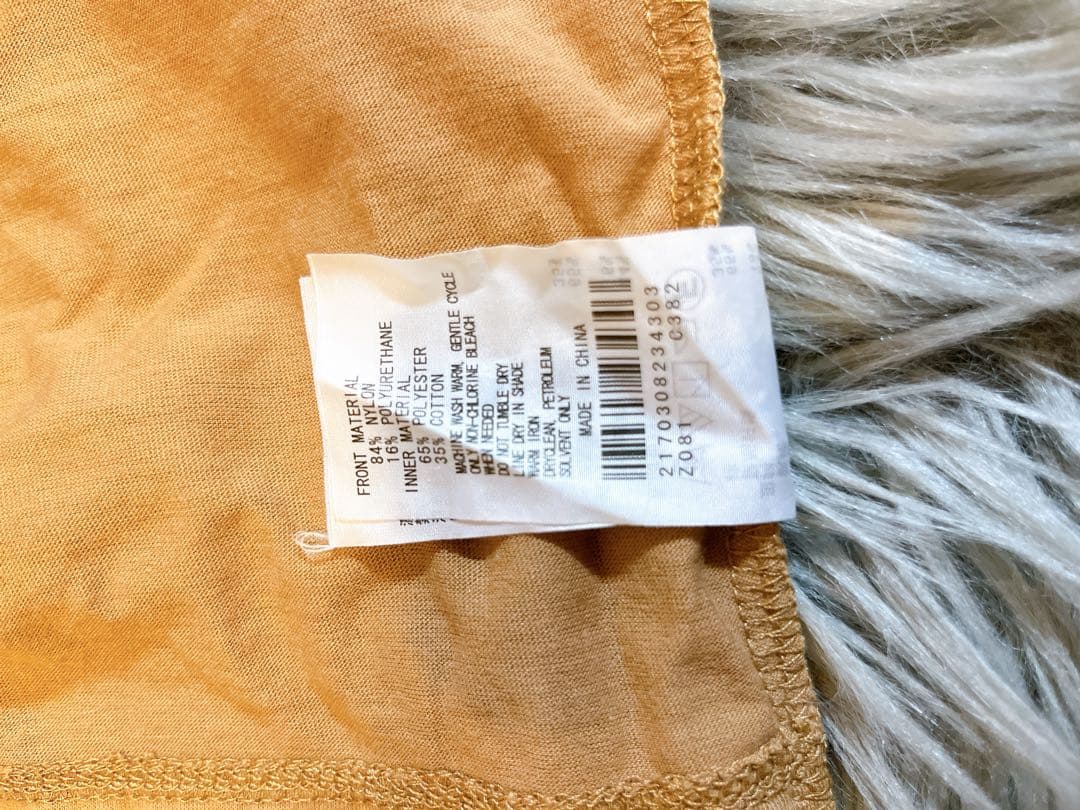 FRONT MATERIAL
84% NYLON
16% POLYURETHANE
INNER MATERIAL
65% POLYESTER
35% COTTON
MACHINE WASH WARM, GENTLE CYCLE
ONLY NON-CHLORINE BLEACH
WHEN NEEDED
DO NOT TUMBLE DRY
LINE DRY IN SHADE
WARM IRON
DRYCLEAN, PETROLEUM
SOLVENT ONLY
MADE IN CHINA
2170308234303
Z081 C382